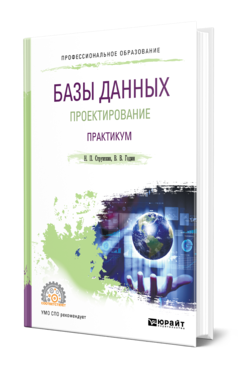 ПРОФЕССИОНАЛЬНОЕ ОБРАЗОВАНИЕ
БАЗЫ ДАННЫХ
ПРОЕКТИРОВАНИЕ
ПРАКТИКУМ
Н. П. Стружкин, В. В. Годин
УМО СПО рекомендует
ЮРАЙТ